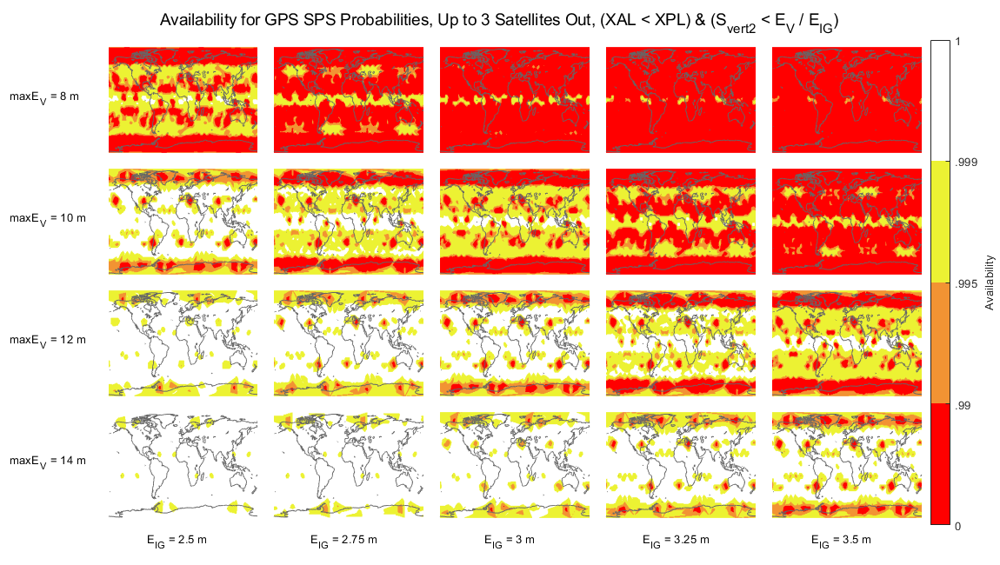 Availability for GPS SPS Probabilities, Up to 3 Satellites Out, (XAL < XPL) & (Svert2 < EV / EIG)
maxEV = 8 m
maxEV = 10 m
maxEV = 12 m
maxEV = 14 m
EIG = 2.5 m
EIG = 2.75 m
EIG = 3 m
EIG = 3.25 m
EIG = 3.5 m
1
.999
.995
.99
0
Availability